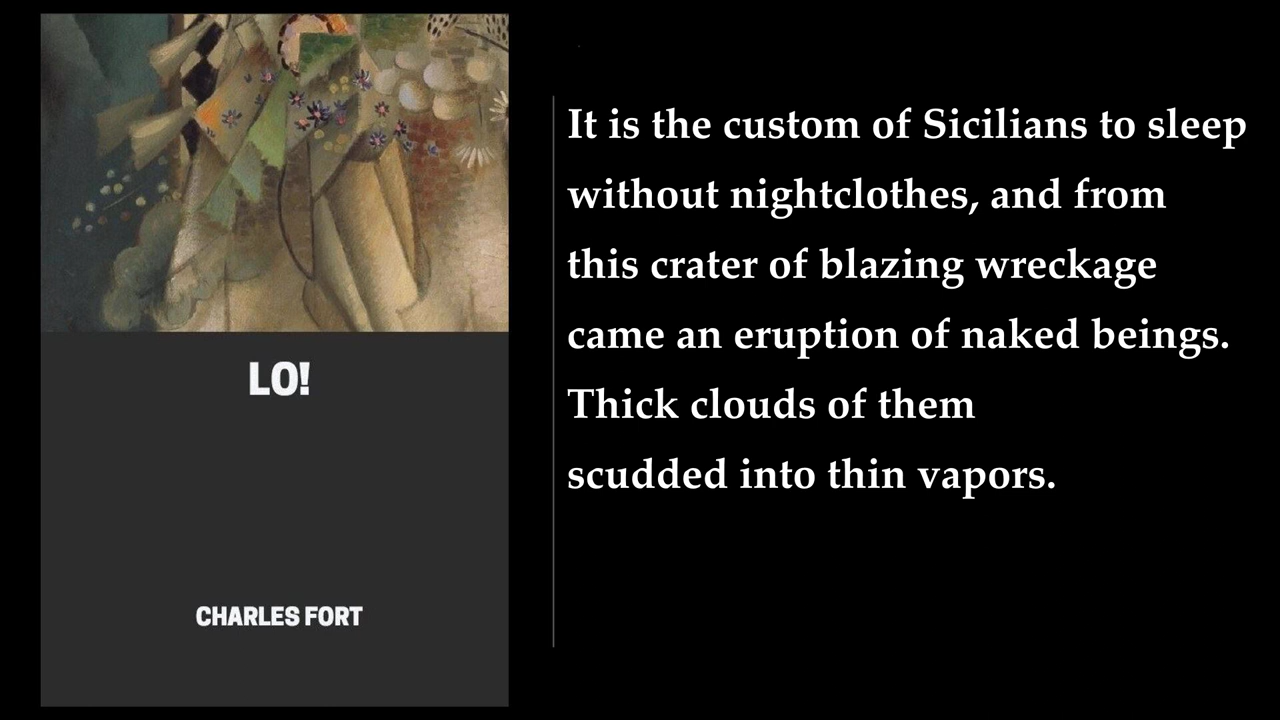 LO!
CHARLES FORT
It is the custom of Sicilians to sleep
without nightclothes, and from
this crater of blazing wreckage
came an eruption of naked beings.
Thick clouds of them
scudded into thin vapors.